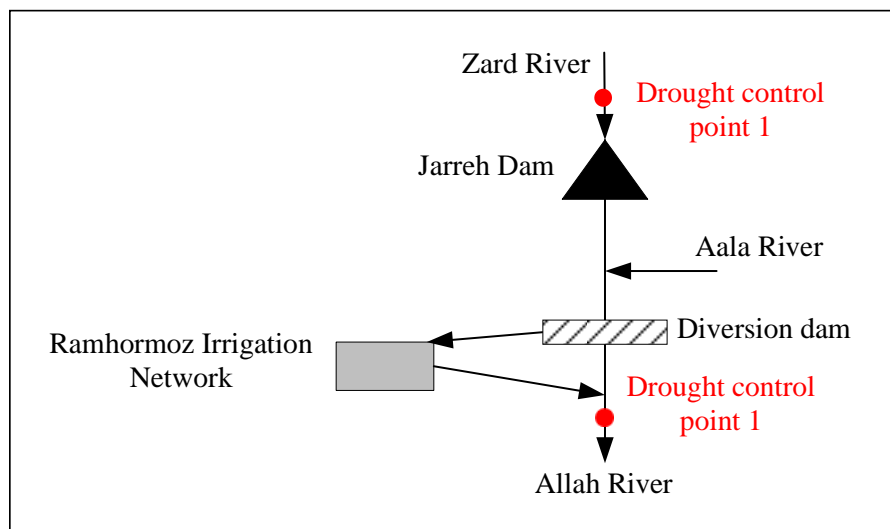 Zard River
Drought control
point 1
Jarreh Dam
Aala River
Diversion dam
Ramhormoz Irrigation
Network
Drought control
point 1
Allah River